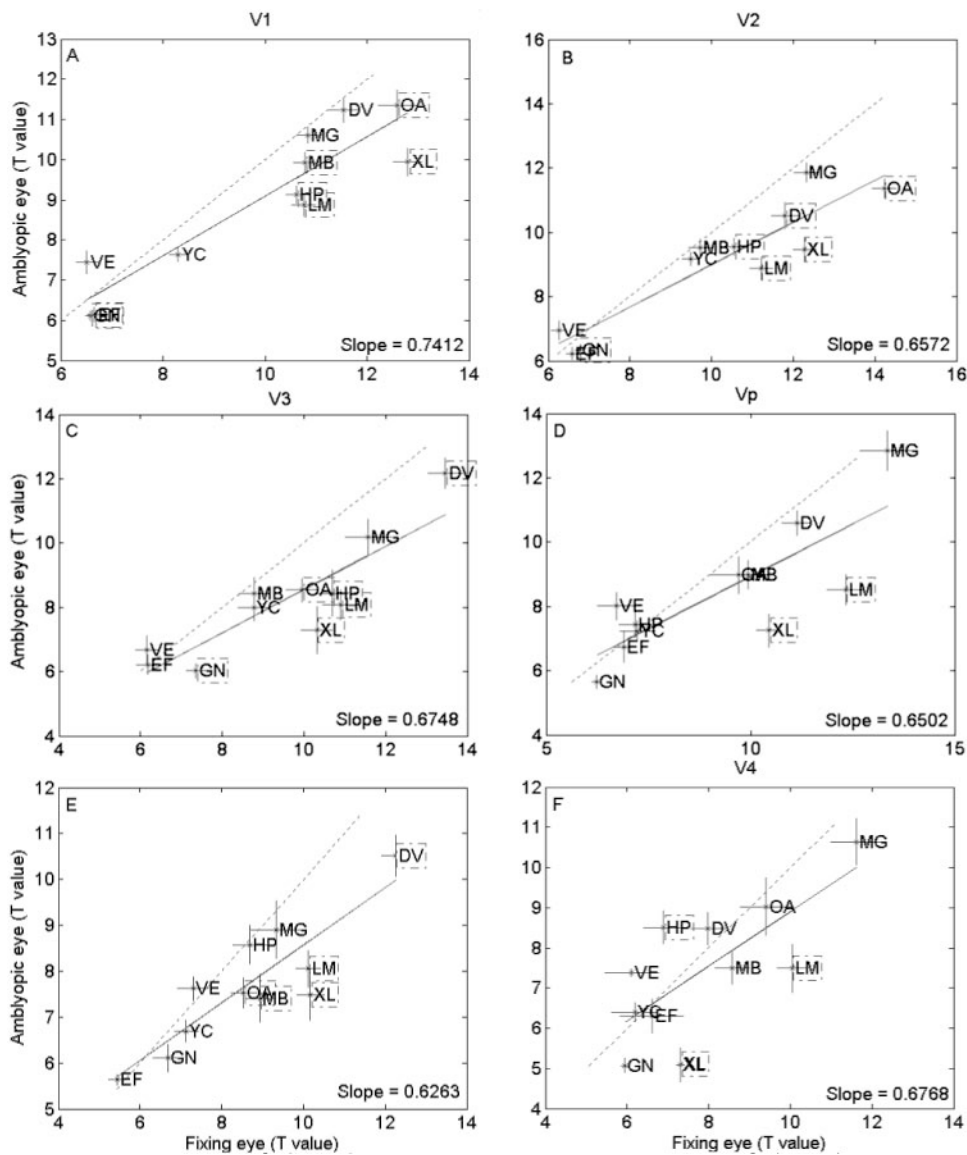 V1
V2
A
B
13
12
11
10
9
8
7
6
5
Amblyopic eye (T value)
DV
OA
MG
MB
XL
HP
LM
YC
VE
EF
GN
Slope = 0.7412
6
8
10
12
14
16
14
12
10
8
6
MG
OA
DV
MB
HP
XL
YC
LM
VE
GN
EF
Slope = 0.6572
6
8
10
12
14
16
V3
Vp
C
D
14
12
10
8
6
4
Amblyopic eye (T value)
DV
MG
MB
OA
HP
YC
LM
XL
VE
EF
GN
Slope = 0.6748
4
6
8
10
12
14
14
12
10
8
6
4
MG
DV
OA
MB
LM
VE
HP
YC
XL
EF
GN
Slope = 0.6502
5
10
15
V4
E
F
12
11
10
9
8
7
6
5
Amblyopic eye (T value)
DV
MG
HP
LM
VE
OA
MB
XL
YC
GN
EF
Slope = 0.6263
4
6
8
10
12
14
Fixing eye (T value)
12
11
10
9
8
7
6
5
4
MG
OA
HP
DV
VE
MB
LM
YC
EF
GN
XL
Slope = 0.6768
4
6
8
10
12
14
Fixing eye (T value)